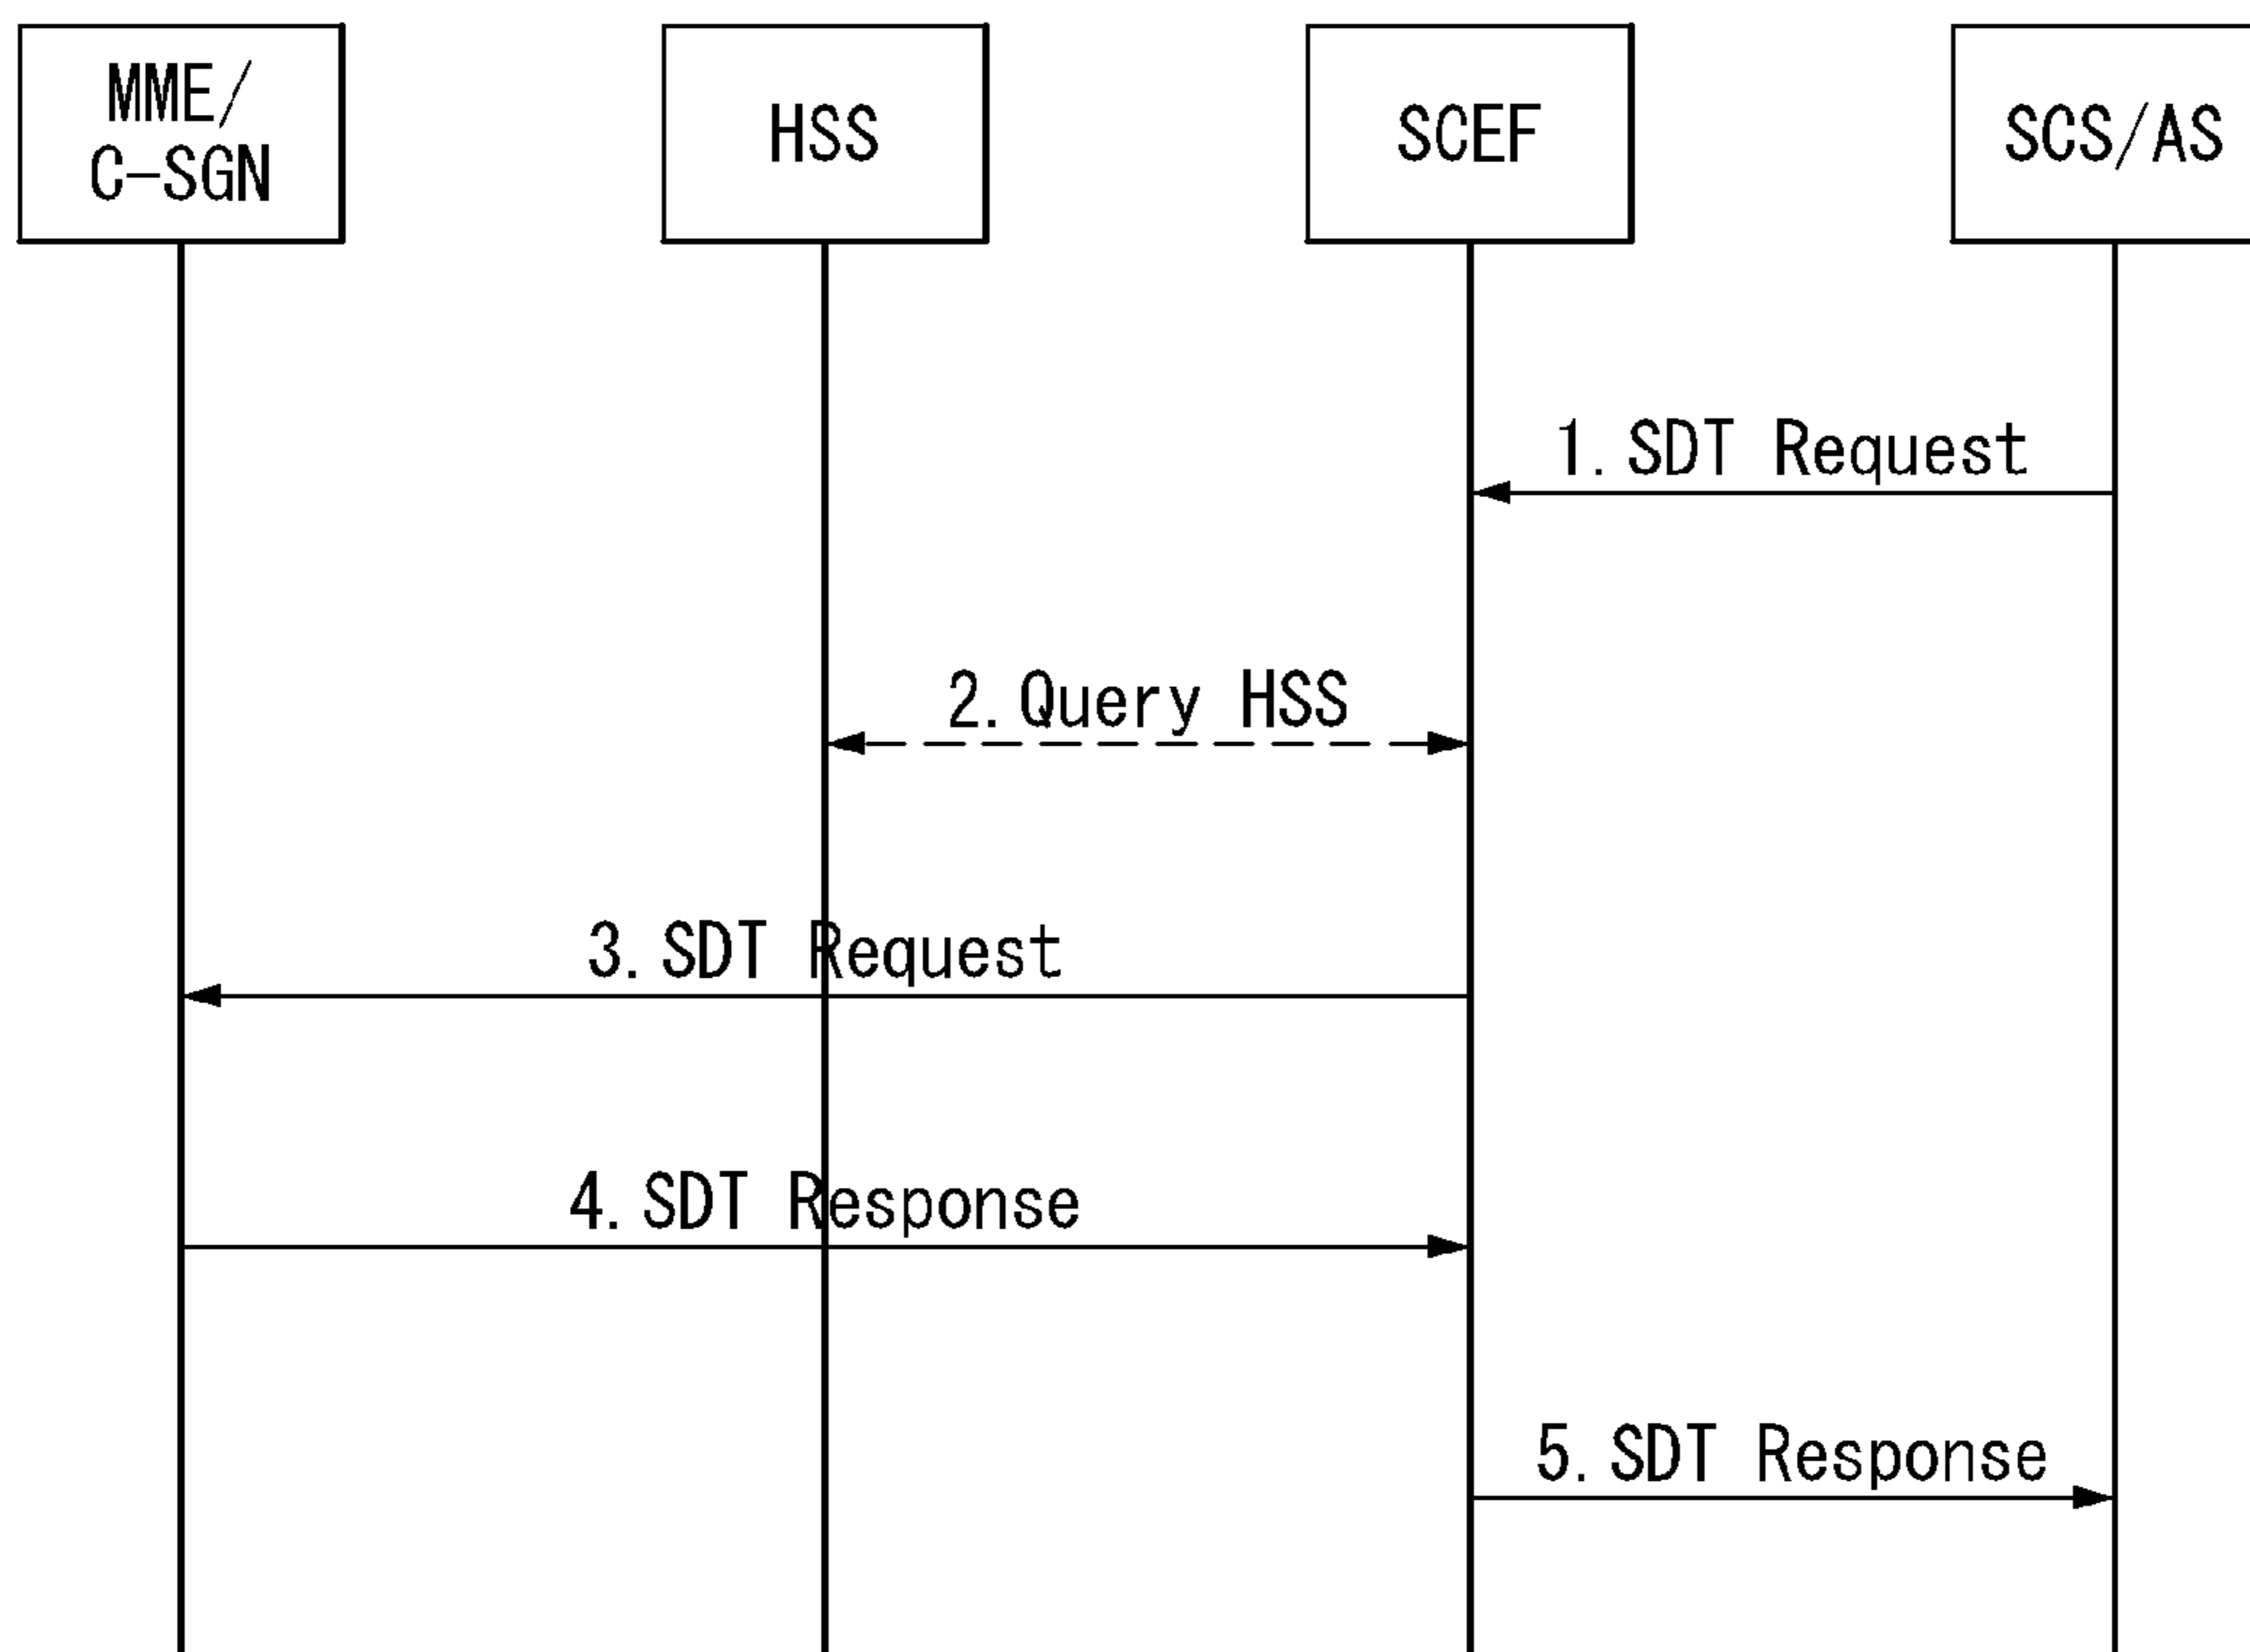 MME/
C-SGN
HSS
SCEF
SCS/AS
1. SDT Request
2. Query HSS
3. SDT Request
4. SDT Response
5. SDT Response